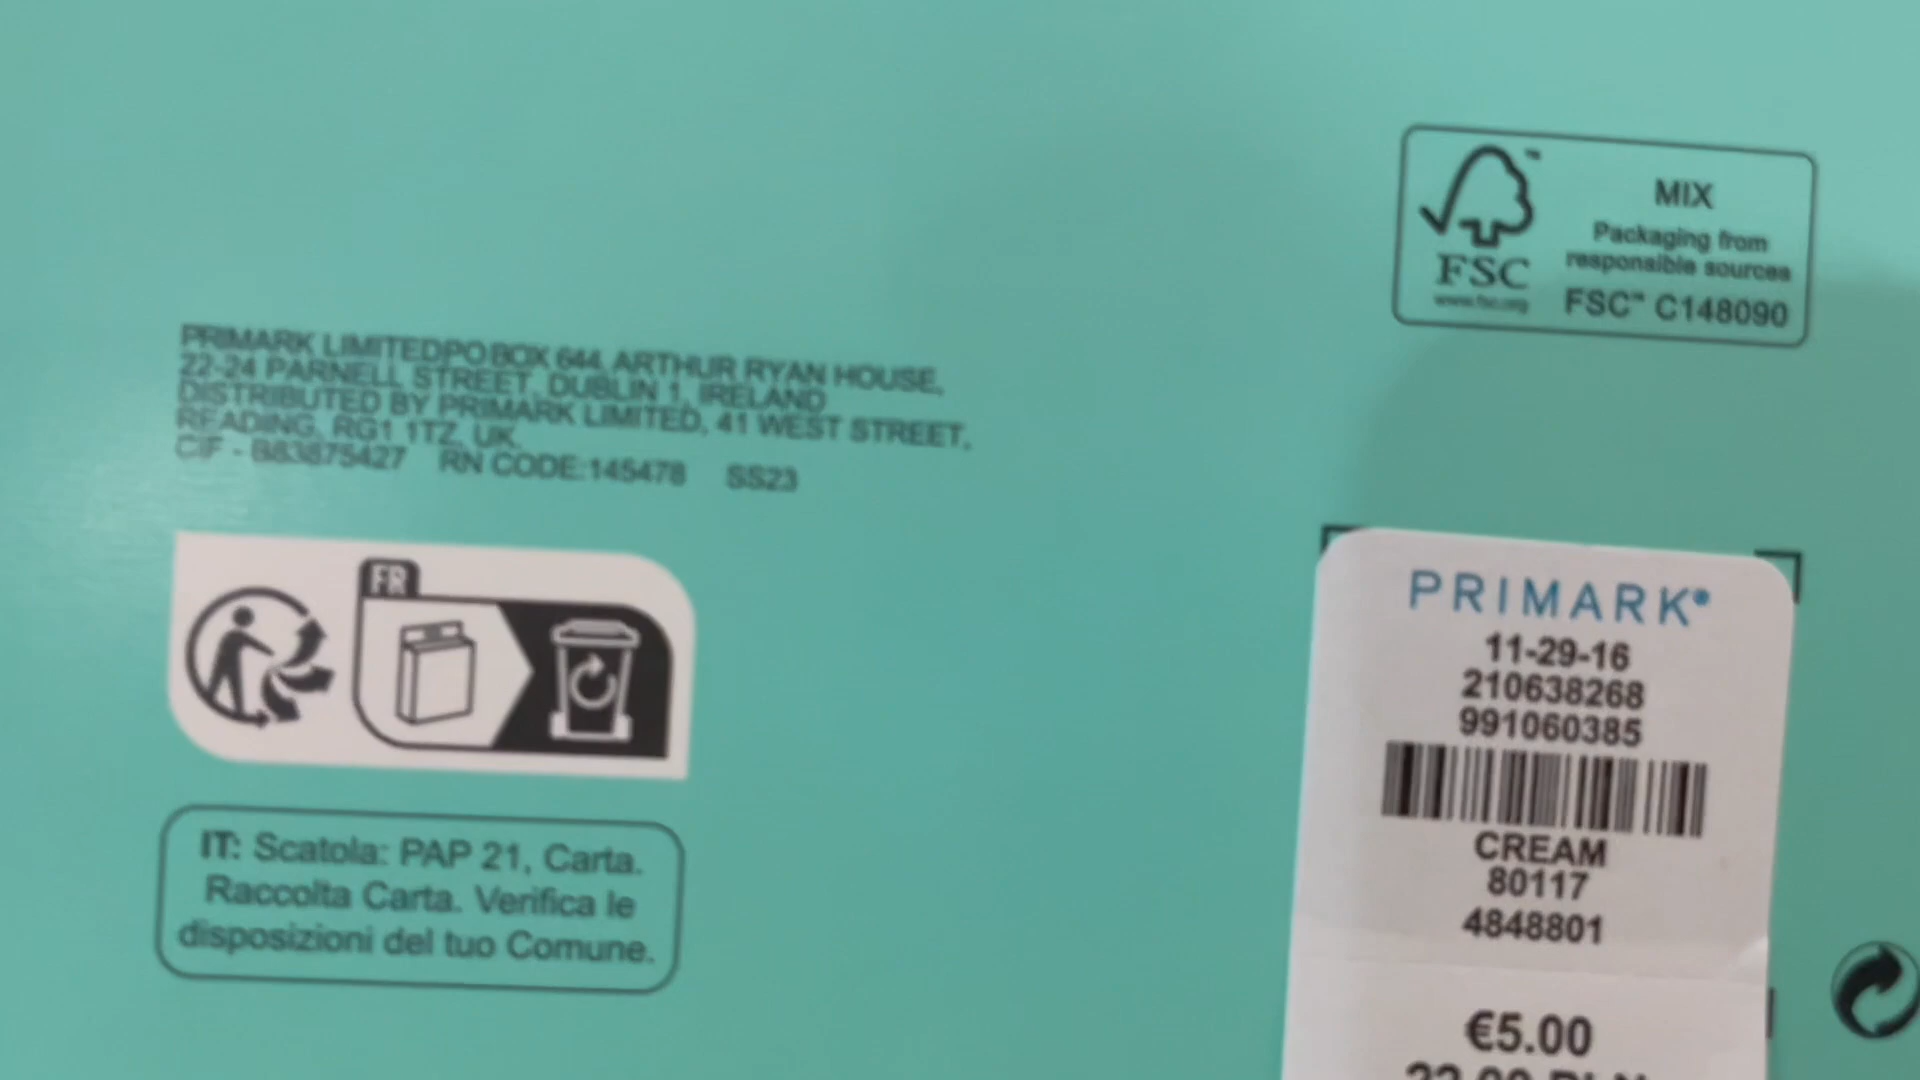 PRIMARK LIMITED PO BOX 644, ARTHUR RYAN HOUSE,
22-24 PARNELL STREET, DUBLIN 1, IRELAND
DISTRIBUTED BY PRIMARK LIMITED, 41 WEST STREET,
READING, RG1 1TZ, UK.
CIF - B83875427 RN CODE:145478 SS23
FR
IT: Scatola: PAP 21, Carta.
Raccolta Carta. Verifica le
disposizioni del tuo Comune.
FSC
www.fsc.org
MIX
Packaging from
responsible sources
FSC™ C148090
PRIMARK®
11-29-16
210638268
991060385
CREAM
80117
4848801
€5.00